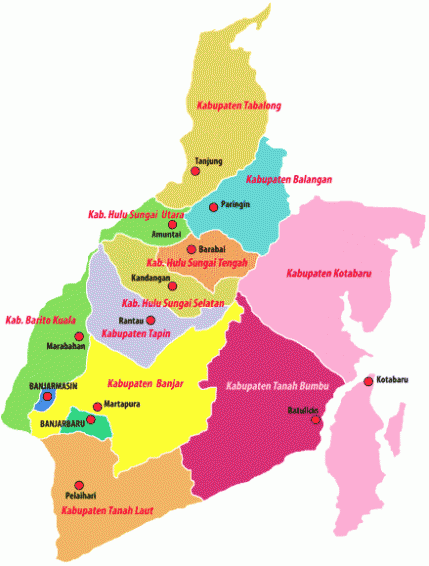 Kabupaten Tabalong
Tanjung
Kabupaten Balangan
Paringin
Kab. Hulu Sungai Utara
Amuntai
Barabai
Kab. Hulu Sungai Tengah
Kabupaten Kotabaru
Kandangan
Kab. Hulu Sungai Selatan
Kab. Barito Kuala
Rantau
Kabupaten Tapin
Marabahan
Kabupaten Banjar
Kabupaten Tanah Bumbu
Kotabaru
BANJARMASIN
Martapura
BANJARBARU
Batulicin
Pelaihari
Kabupaten Tanah Laut